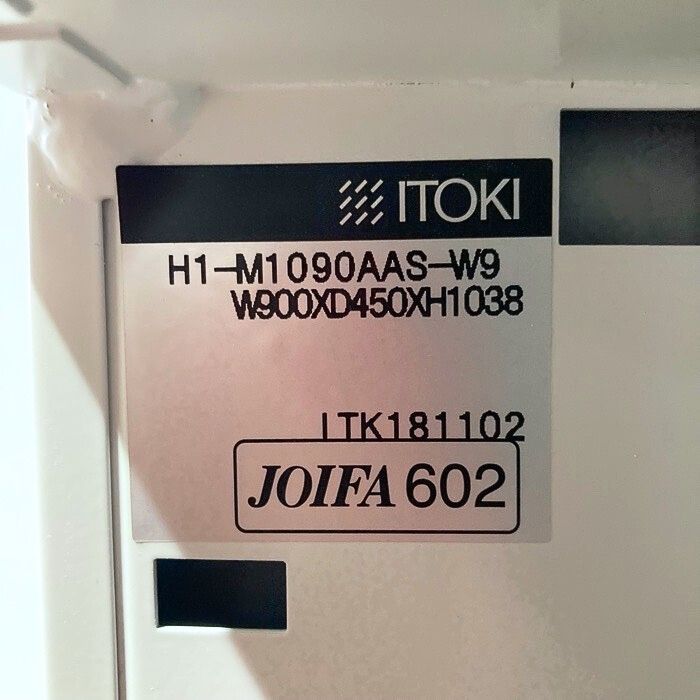 ITOKI
H1-M1090AAS-W9
W900XD450XH1038
ITK181102
JOIFA 602